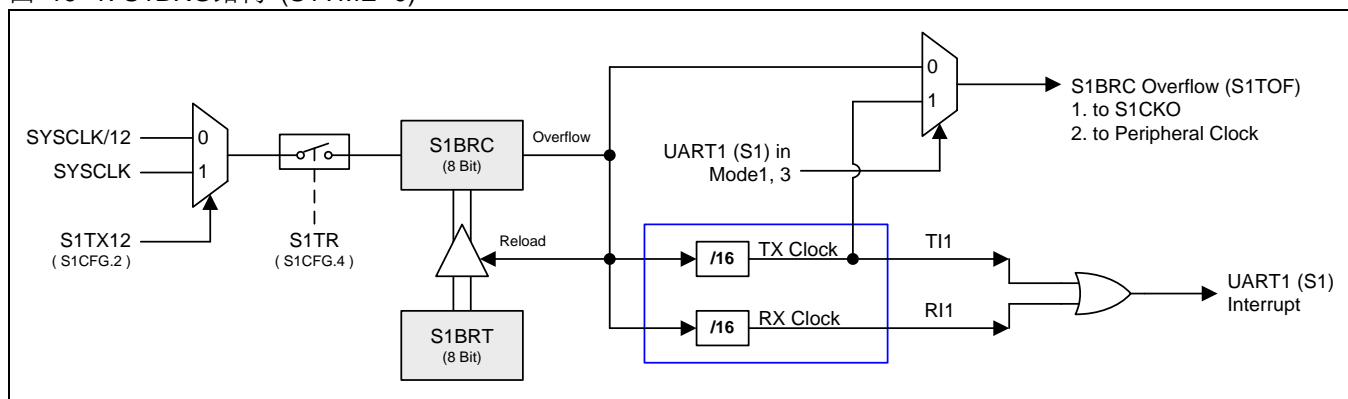 SYSCLK/12
SYSCLK
0
1
S1TX12
( S1CFG.2 )
S1TR
( S1CFG.4 )
S1BRC
(8 Bit)
Overflow
Reload
S1BRT
(8 Bit)
UART1 (S1) in
Mode1, 3
0
1
S1BRC Overflow (S1TOF)
1. to S1CKO
2. to Peripheral Clock
/16
TX Clock
TI1
/16
RX Clock
RI1
UART1 (S1)
Interrupt